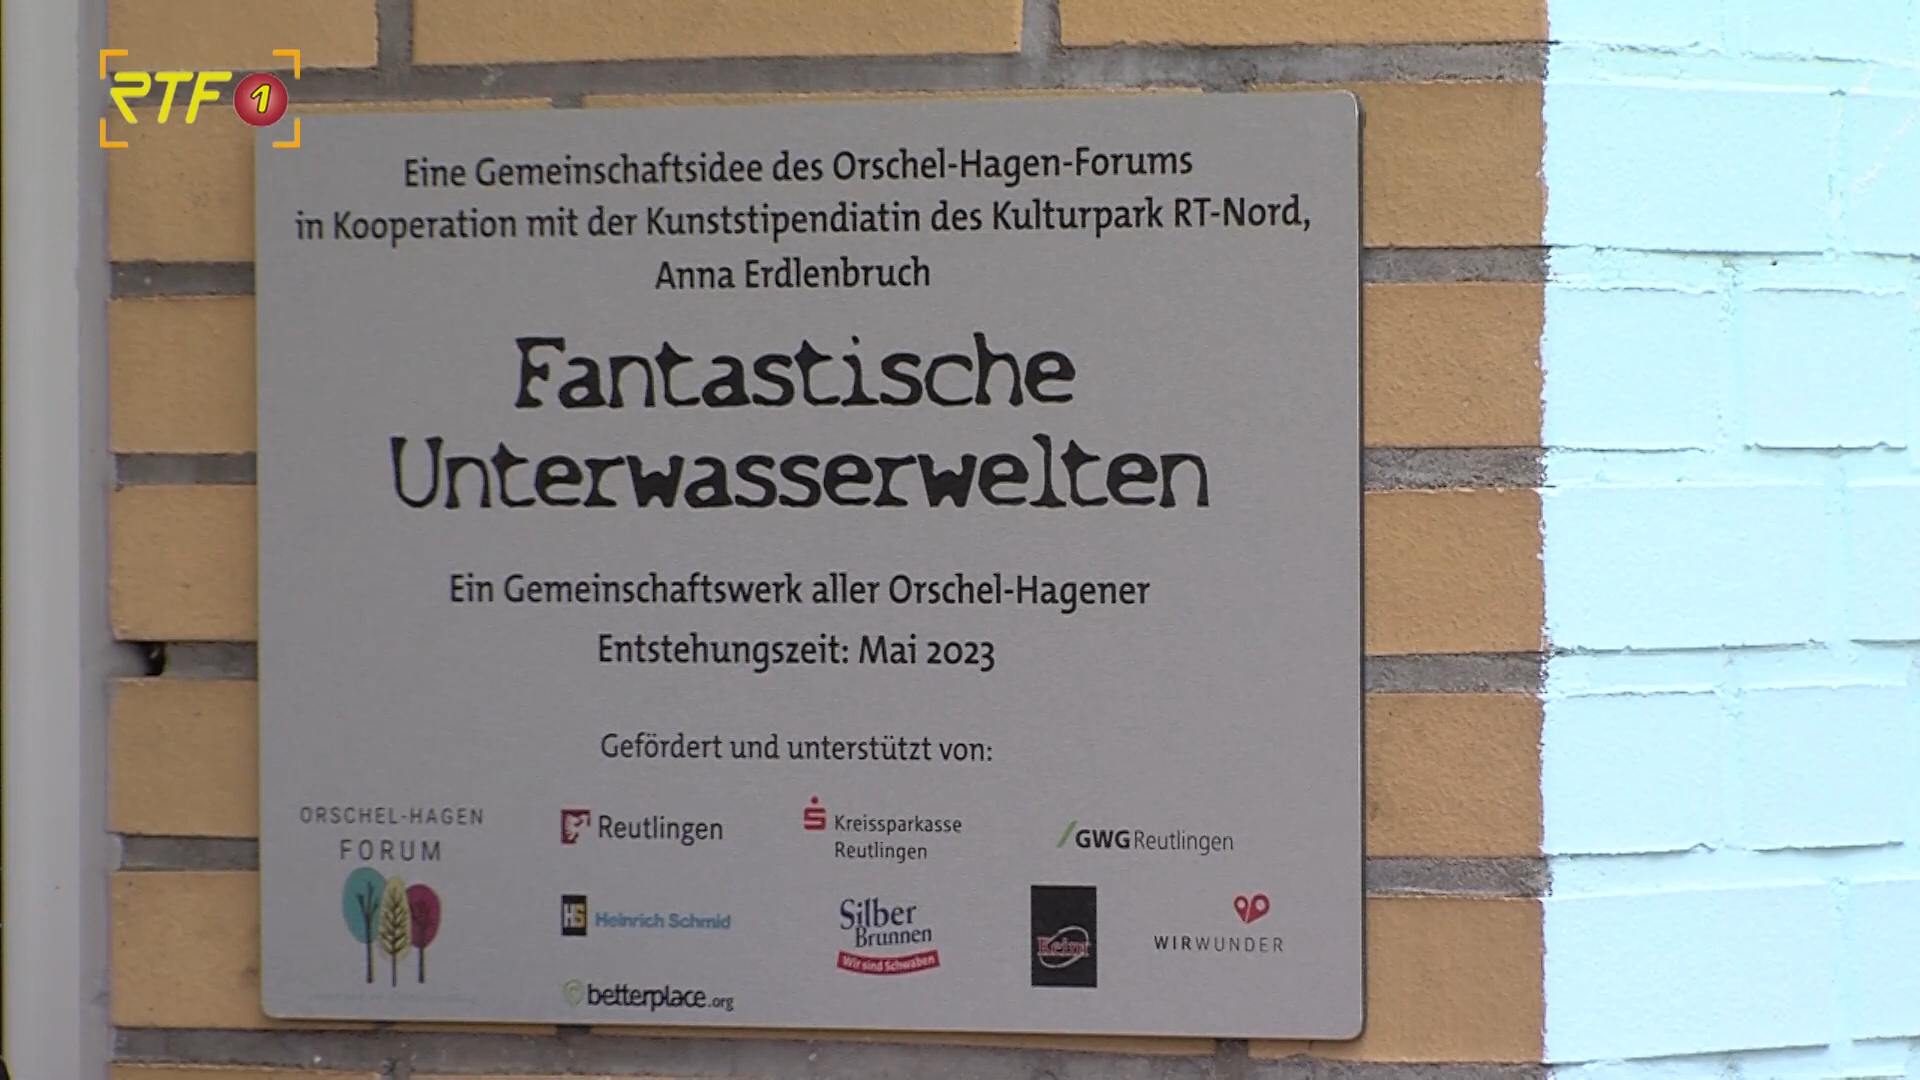 RTF 1
Eine Gemeinschaftsidee des Orschel-Hagen-Forums
in Kooperation mit der Kunststipendiatin des Kulturpark RT-Nord,
Anna Erdlenbruch
Fantastische
Unterwasserwelten
Ein Gemeinschaftswerk aller Orschel-Hagener
Entstehungszeit: Mai 2023
Gefördert und unterstützt von:
ORSCHEL-HAGEN
FORUM
Reutlingen
Kreissparkasse
Reutlingen
GWG Reutlingen
HS Heinrich Schmid
Silber
Brunnen
Wir sind Schwaben
WIRWUNDER
betterplace.org